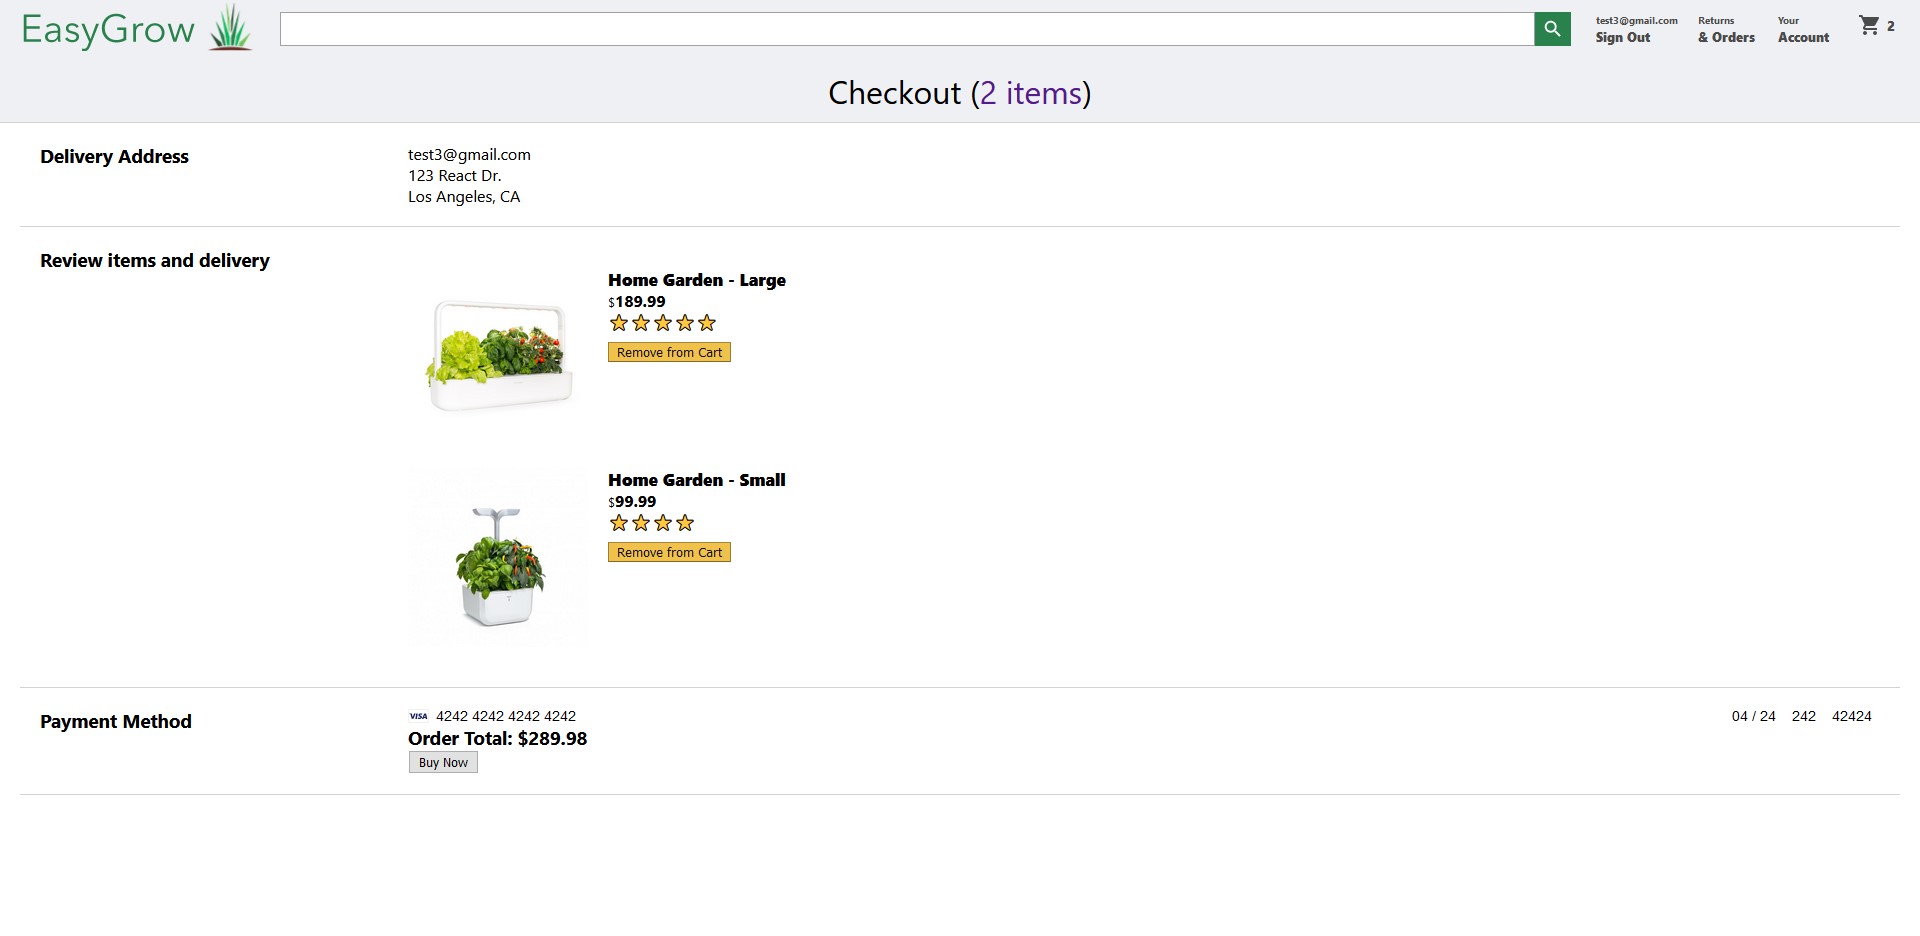 EasyGrow
test3@gmail.com
Sign Out
Returns
& Orders
Your
Account
2
Checkout (2 items)
Delivery Address
test3@gmail.com
123 React Dr.
Los Angeles, CA
Review items and delivery
Home Garden - Large
$189.99
Remove from Cart
Home Garden - Small
$99.99
Remove from Cart
Payment Method
VISA 4242 4242 4242 4242 04 / 24 242 42424
Order Total: $289.98
Buy Now